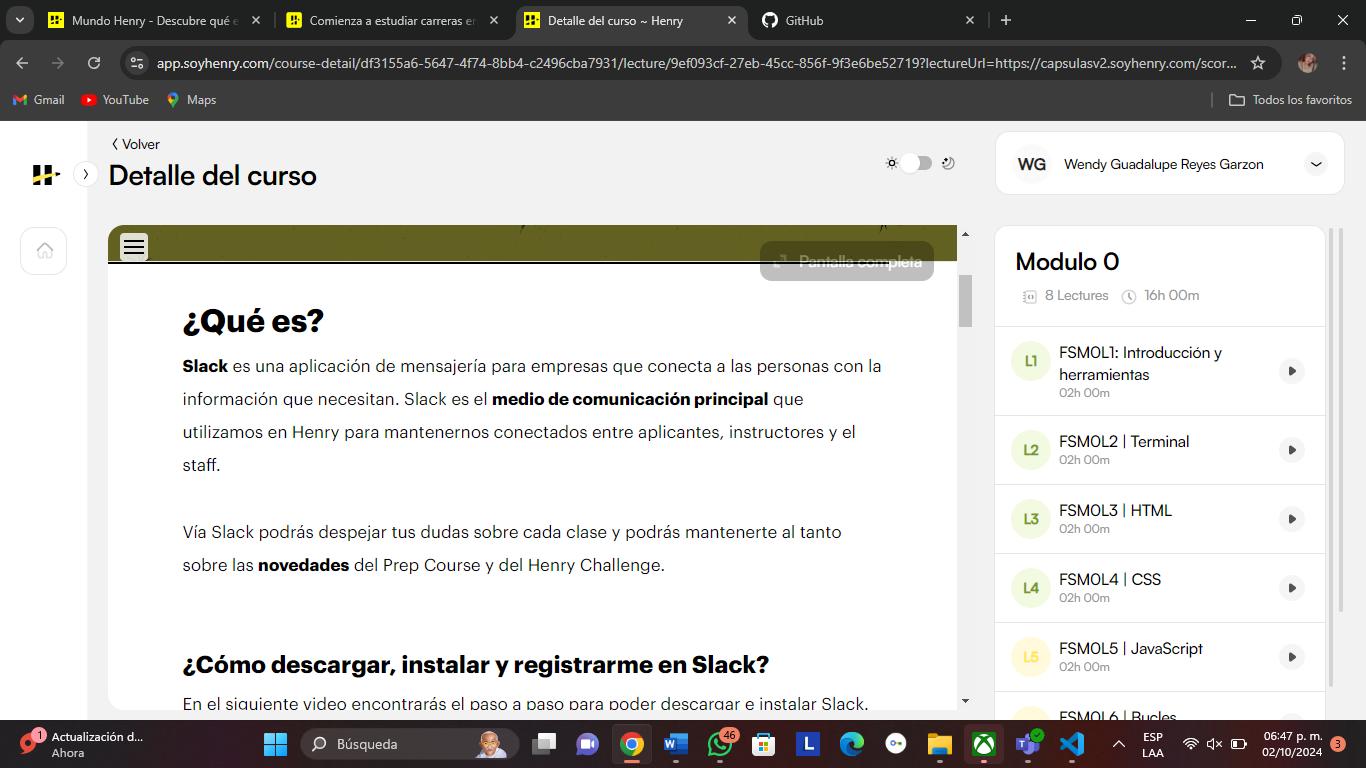 Mundo Henry - Descubre qué e
Comienza a estudiar carreras en
Detalle del curso ~ Henry
GitHub
app.soyhenry.com/course-detail/df3155a6-5647-4f74-8bb4-c2496cba7931/lecture/9ef093cf-27eb-45cc-856f-9f3e6be52719?lectureUrl=https://capsulasv2.soyhenry.com/scor...
Gmail
YouTube
Maps
Todos los favoritos
Volver
Detalle del curso
WG
Wendy Guadalupe Reyes Garzon
Pantalla completa
¿Qué es?
Slack es una aplicación de mensajería para empresas que conecta a las personas con la
información que necesitan. Slack es el medio de comunicación principal que
utilizamos en Henry para mantenernos conectados entre aplicantes, instructores y el
staff.
Vía Slack podrás despejar tus dudas sobre cada clase y podrás mantenerte al tanto
sobre las novedades del Prep Course y del Henry Challenge.
¿Cómo descargar, instalar y registrarme en Slack?
En el siguiente video encontrarás el paso a paso para poder descargar e instalar Slack.
Modulo 0
8 Lectures
16h 00m
L1
FSM0L1: Introducción y
herramientas
02h 00m
L2
FSM0L2 | Terminal
02h 00m
L3
FSM0L3 | HTML
02h 00m
L4
FSM0L4 | CSS
02h 00m
L5
FSM0L5 | JavaScript
02h 00m
FSM0L6 | Bucles
1
Actualización d...
Ahora
Búsqueda
46
L
ESP
LAA
06:47 p. m.
02/10/2024
3